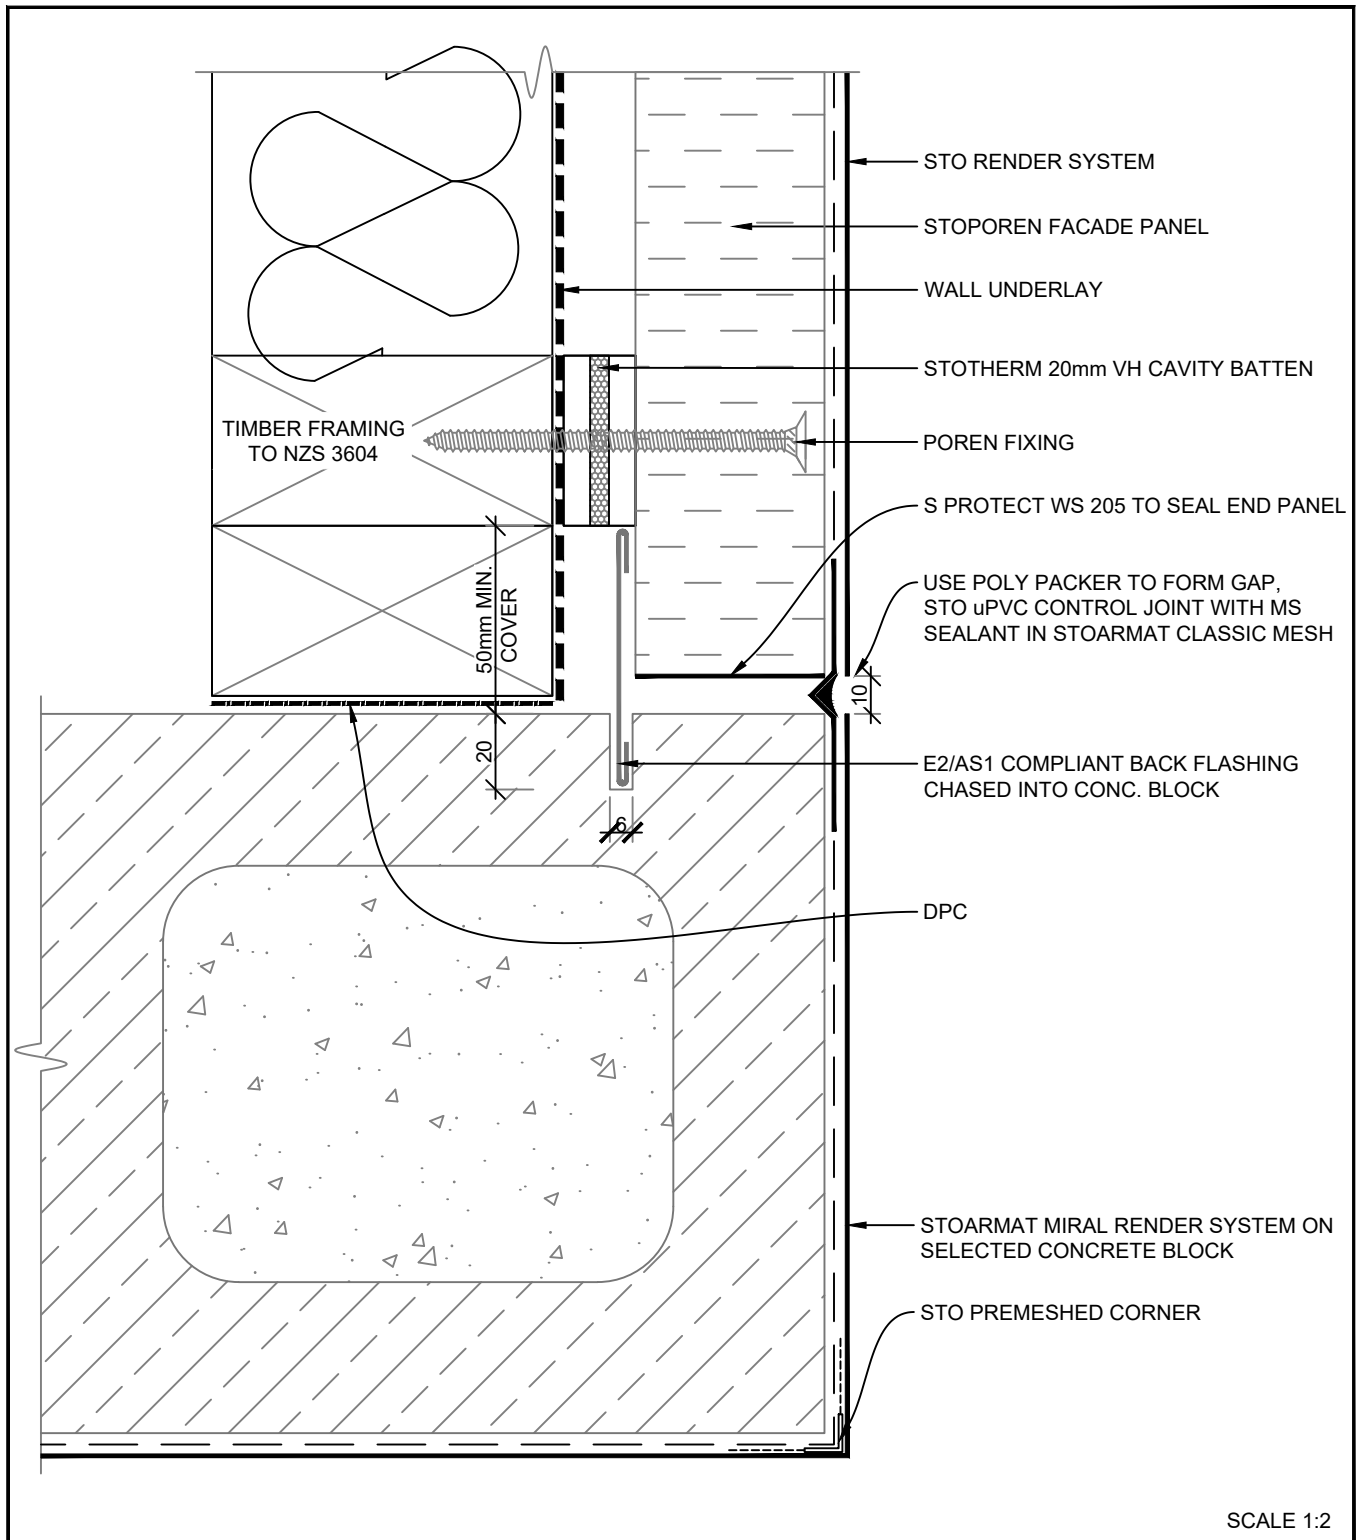 STO RENDER SYSTEM
STOPOREN FACADE PANEL
WALL UNDERLAY
STOTHERM 20mm VH CAVITY BATTEN
TIMBER FRAMING
TO NZS 3604
POREN FIXING
S PROTECT WS 205 TO SEAL END PANEL
50mm MIN.
COVER
USE POLY PACKER TO FORM GAP,
STO uPVC CONTROL JOINT WITH MS
SEALANT IN STOARMAT CLASSIC MESH
10
20
E2/AS1 COMPLIANT BACK FLASHING
CHASED INTO CONC. BLOCK
6
DPC
STOARMAT MIRAL RENDER SYSTEM ON
SELECTED CONCRETE BLOCK
STO PREMESHED CORNER
SCALE 1:2